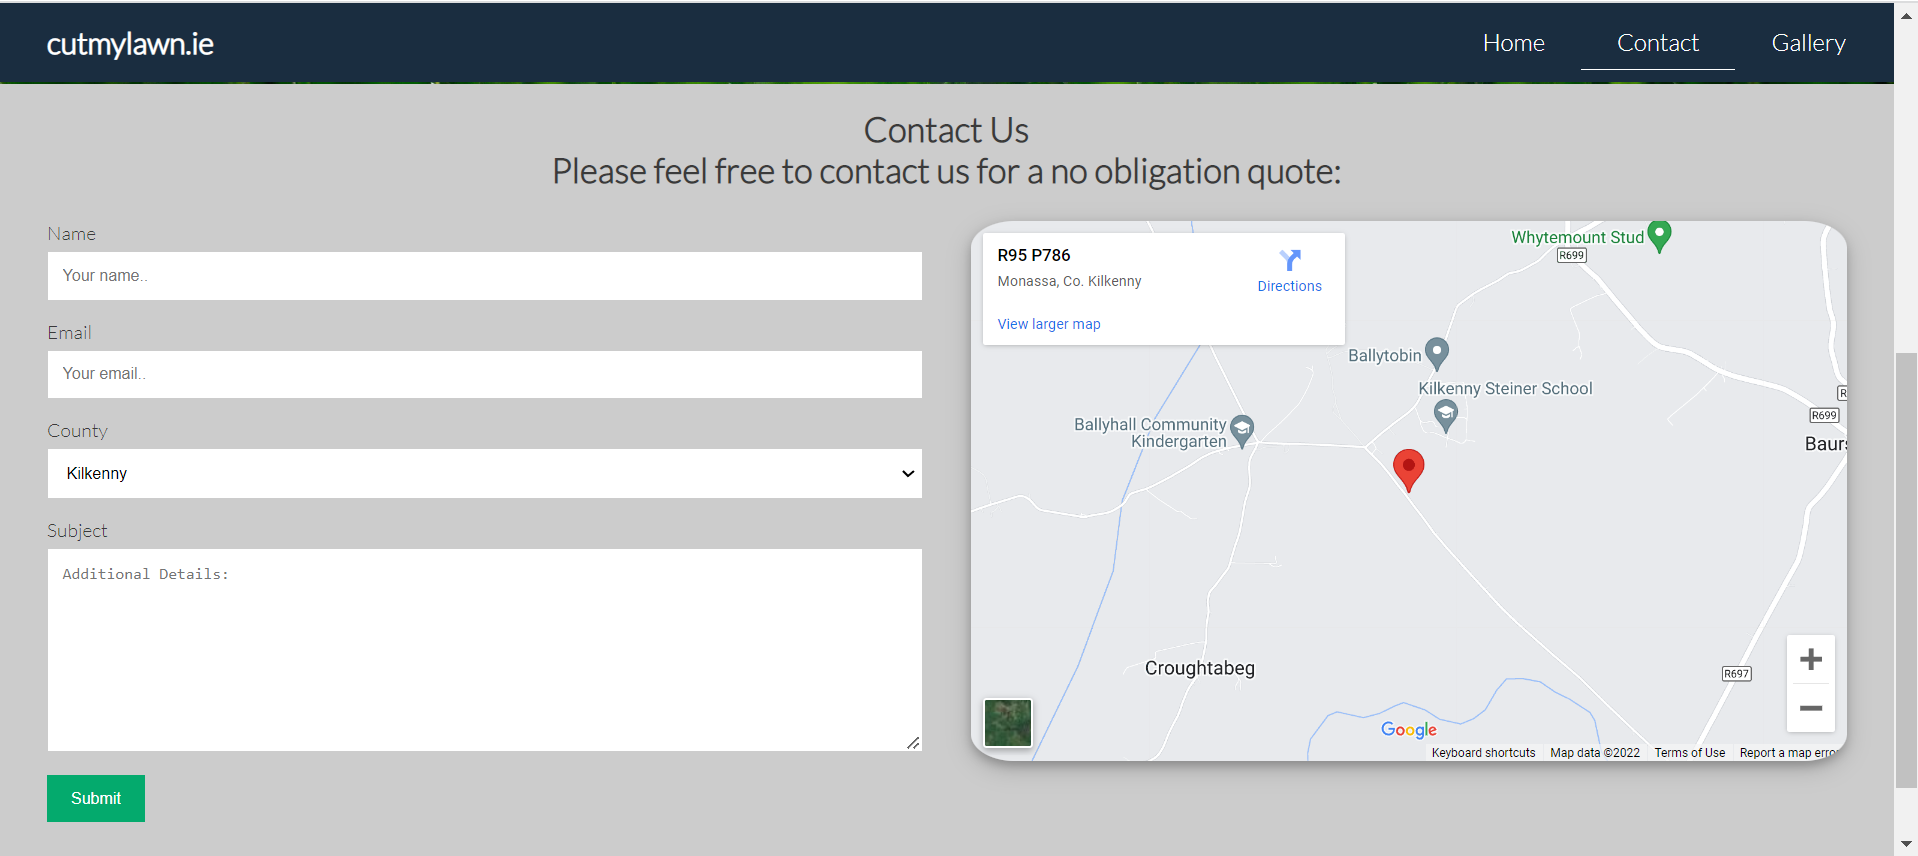 cutmylawn.ie
Home
Contact
Gallery
Contact Us
Please feel free to contact us for a no obligation quote:
Name
Your name..
Email
Your email..
County
Kilkenny
Subject
Additional Details:
Submit
R95 P786
Monassa, Co. Kilkenny
Directions
View larger map
Whytemount Stud
R699
Ballytobin
Kilkenny Steiner School
Ballyhall Community
Kindergarten
R699
Croughtabeg
R697
Google
Keyboard shortcuts
Map data ©2022
Terms of Use
Report a map error